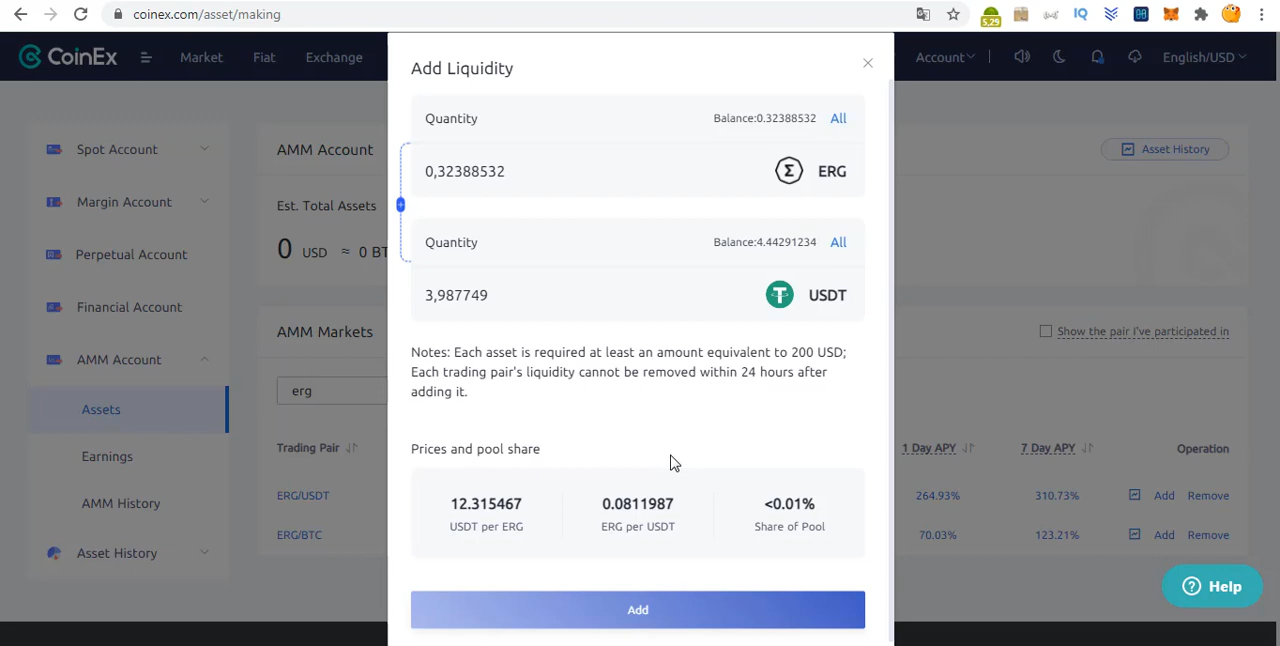 coinex.com/asset/making
5,29
IQ
CoinEx
Market
Fiat
Exchange
Account
English/USD
Spot Account
Margin Account
Perpetual Account
Financial Account
AMM Account
Assets
Earnings
AMM History
Asset History
AMM Account
Asset History
Est. Total Assets
0 USD ≈ 0 BT
AMM Markets
Show the pair I've participated in
erg
Trading Pair
1 Day APY
7 Day APY
Operation
ERG/USDT
264.93%
310.73%
Add
Remove
ERG/BTC
70.03%
123.21%
Add
Remove
Add Liquidity
Quantity
Balance:0.32388532
All
0,32388532
Σ
ERG
Quantity
Balance:4.44291234
All
3,987749
T
USDT
Notes: Each asset is required at least an amount equivalent to 200 USD;
Each trading pair's liquidity cannot be removed within 24 hours after
adding it.
Prices and pool share
12.315467
USDT per ERG
0.0811987
ERG per USDT
<0.01%
Share of Pool
Add
? Help